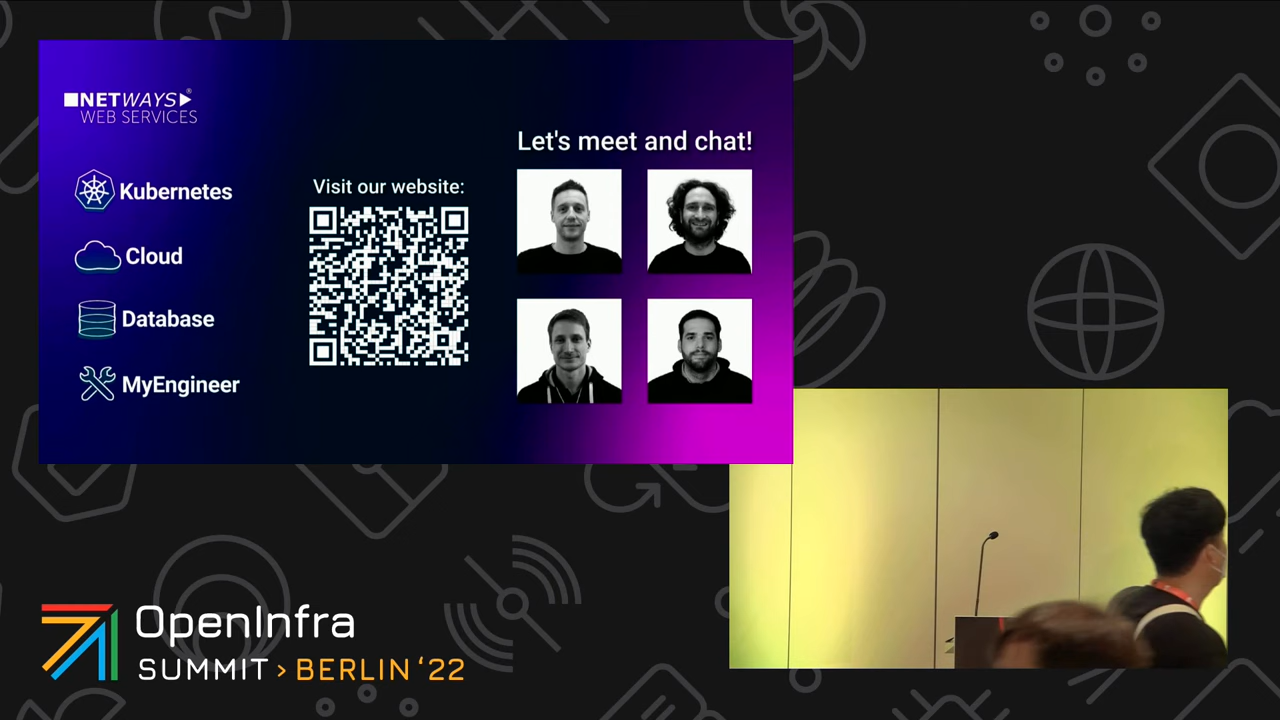 NETWAYS®
WEB SERVICES
Kubernetes
Cloud
Database
MyEngineer
Visit our website:
Let's meet and chat!
OpenInfra
SUMMIT > BERLIN ‘22